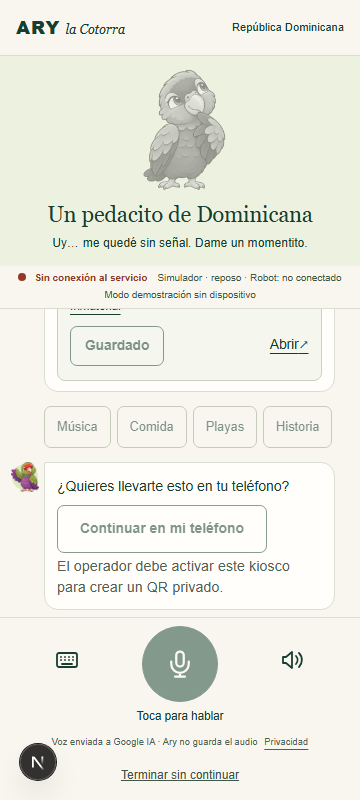 ARY la Cotorra
República Dominicana
Un pedacito de Dominicana
Uy… me quedé sin señal. Dame un momentito.
Sin conexión al servicio Simulador · reposo · Robot: no conectado
Modo demostración sin dispositivo
Guardado
Abrir↗
Música Comida Playas Historia
¿Quieres llevarte esto en tu teléfono?
Continuar en mi teléfono
El operador debe activar este kiosco
para crear un QR privado.
Toca para hablar
Voz enviada a Google IA · Ary no guarda el audio Privacidad
N
Terminar sin continuar